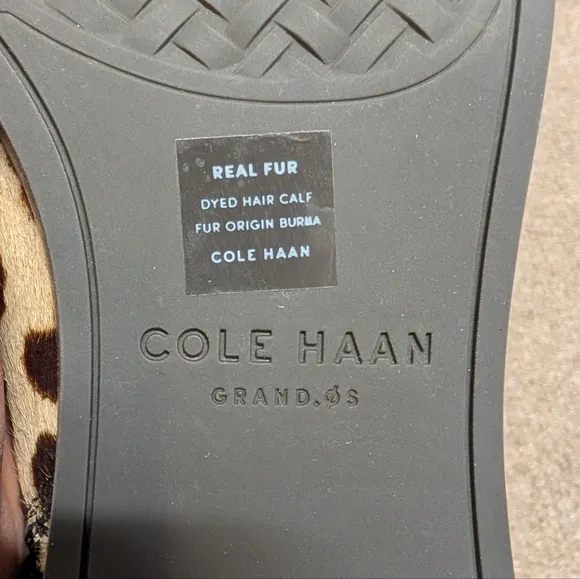 REAL FUR
DYED HAIR CALF
FUR ORIGIN BURMA
COLE HAAN
COLE HAAN
GRAND.ØS